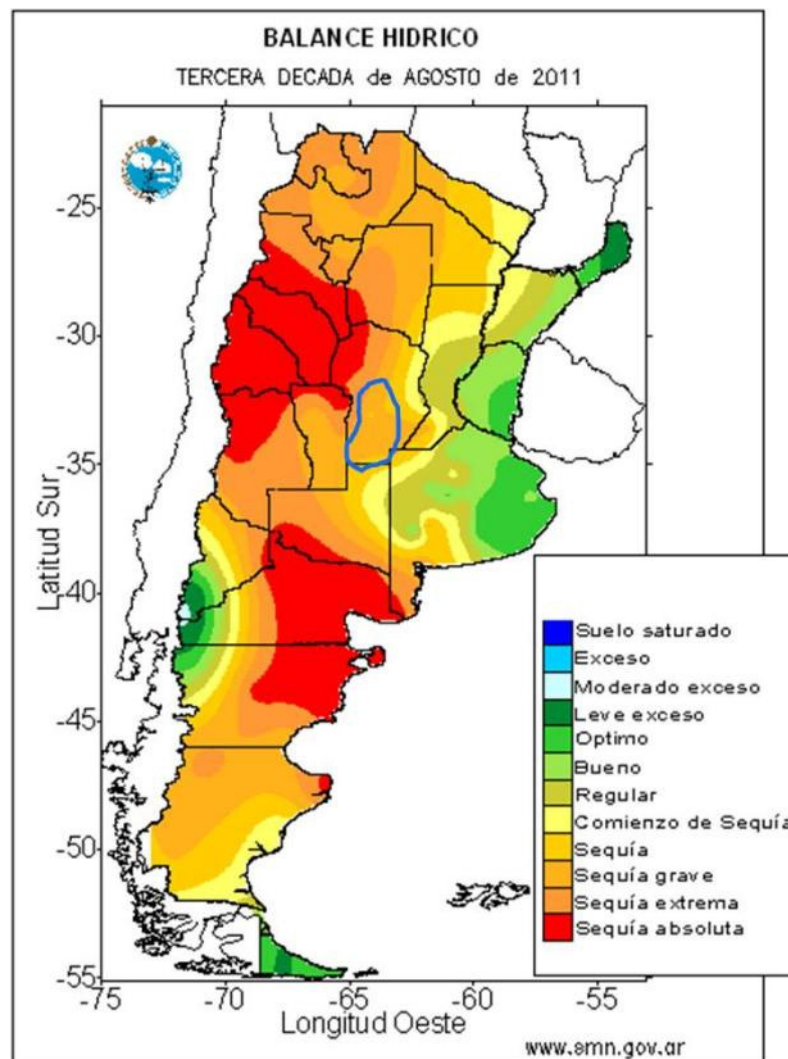 BALANCE HIDRICO
TERCERA DECADA de AGOSTO de 2011
-25
-30
-35
-40
-45
-50
-55
Latitud Sur
-75
-70
-65
-60
-55
Longitud Oeste
Suelo saturado
Exceso
Moderado exceso
Leve exceso
Optimo
Bueno
Regular
Comienzo de Sequía
Sequía
Sequía grave
Sequía extrema
Sequía absoluta
www.smn.gov.ar